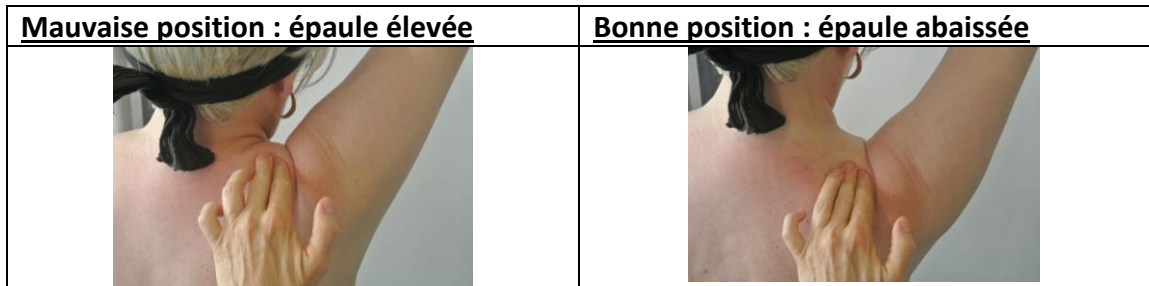 Mauvaise position : épaule élevée
Bonne position : épaule abaissée